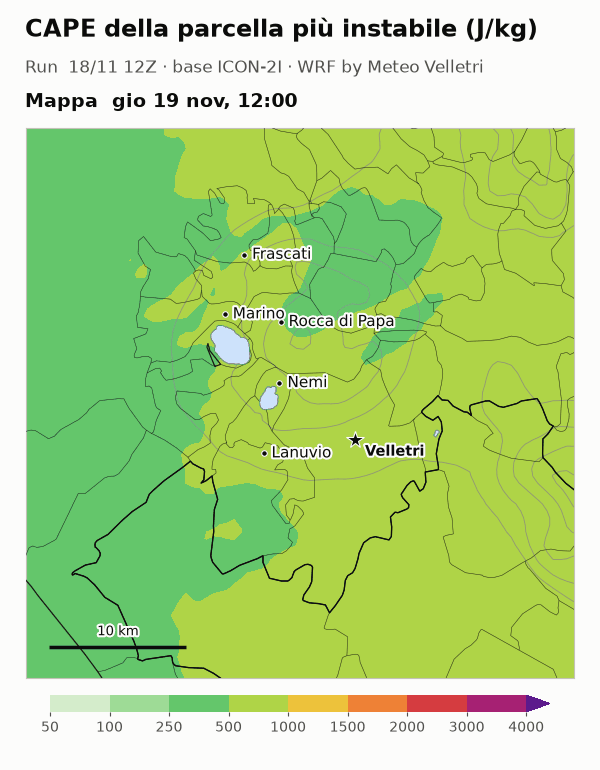 CAPE della parcella più instabile (J/kg)
Run  18/11 12Z · base ICON-2I · WRF by Meteo Velletri
Mappa  gio 19 nov, 12:00
Frascati
Marino
Rocca di Papa
Nemi
Velletri
Lanuvio
10 km
50 100 250 500 1000 1500 2000 3000 4000